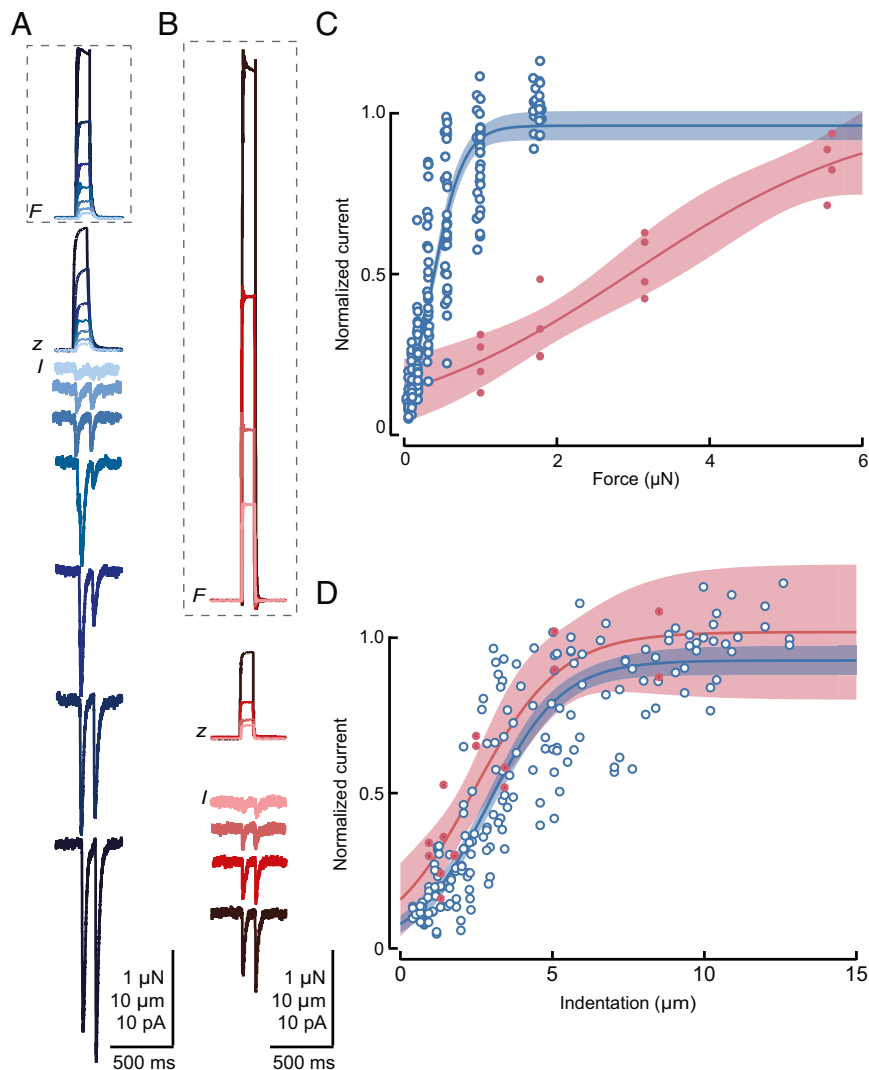 A
F
z
I
1 µN
10 µm
10 pA
500 ms
B
F
z
I
1 µN
10 µm
10 pA
500 ms
C
Normalized current
1.0
0.5
0
0
2
4
6
Force (µN)
D
Normalized current
1.0
0.5
0
0
5
10
15
Indentation (µm)